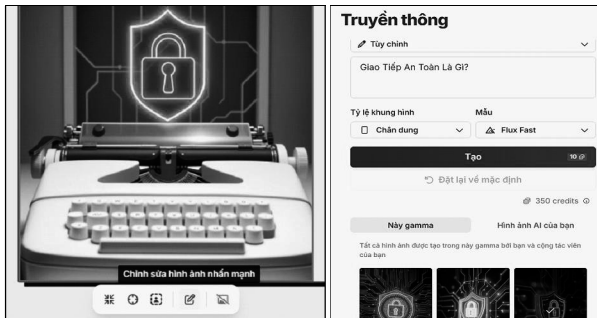 Chỉnh sửa hình ảnh nhấn mạnh
Truyền thông
Tùy chỉnh
Giao Tiếp An Toàn Là Gì?
Tỷ lệ khung hình
Mẫu
Chân dung
Flux Fast
Tạo
10
Đặt lại về mặc định
350 credits
Này gamma
Hình ảnh AI của bạn
Tất cả hình ảnh được tạo trong này gamma bởi bạn và cộng tác viên
của bạn